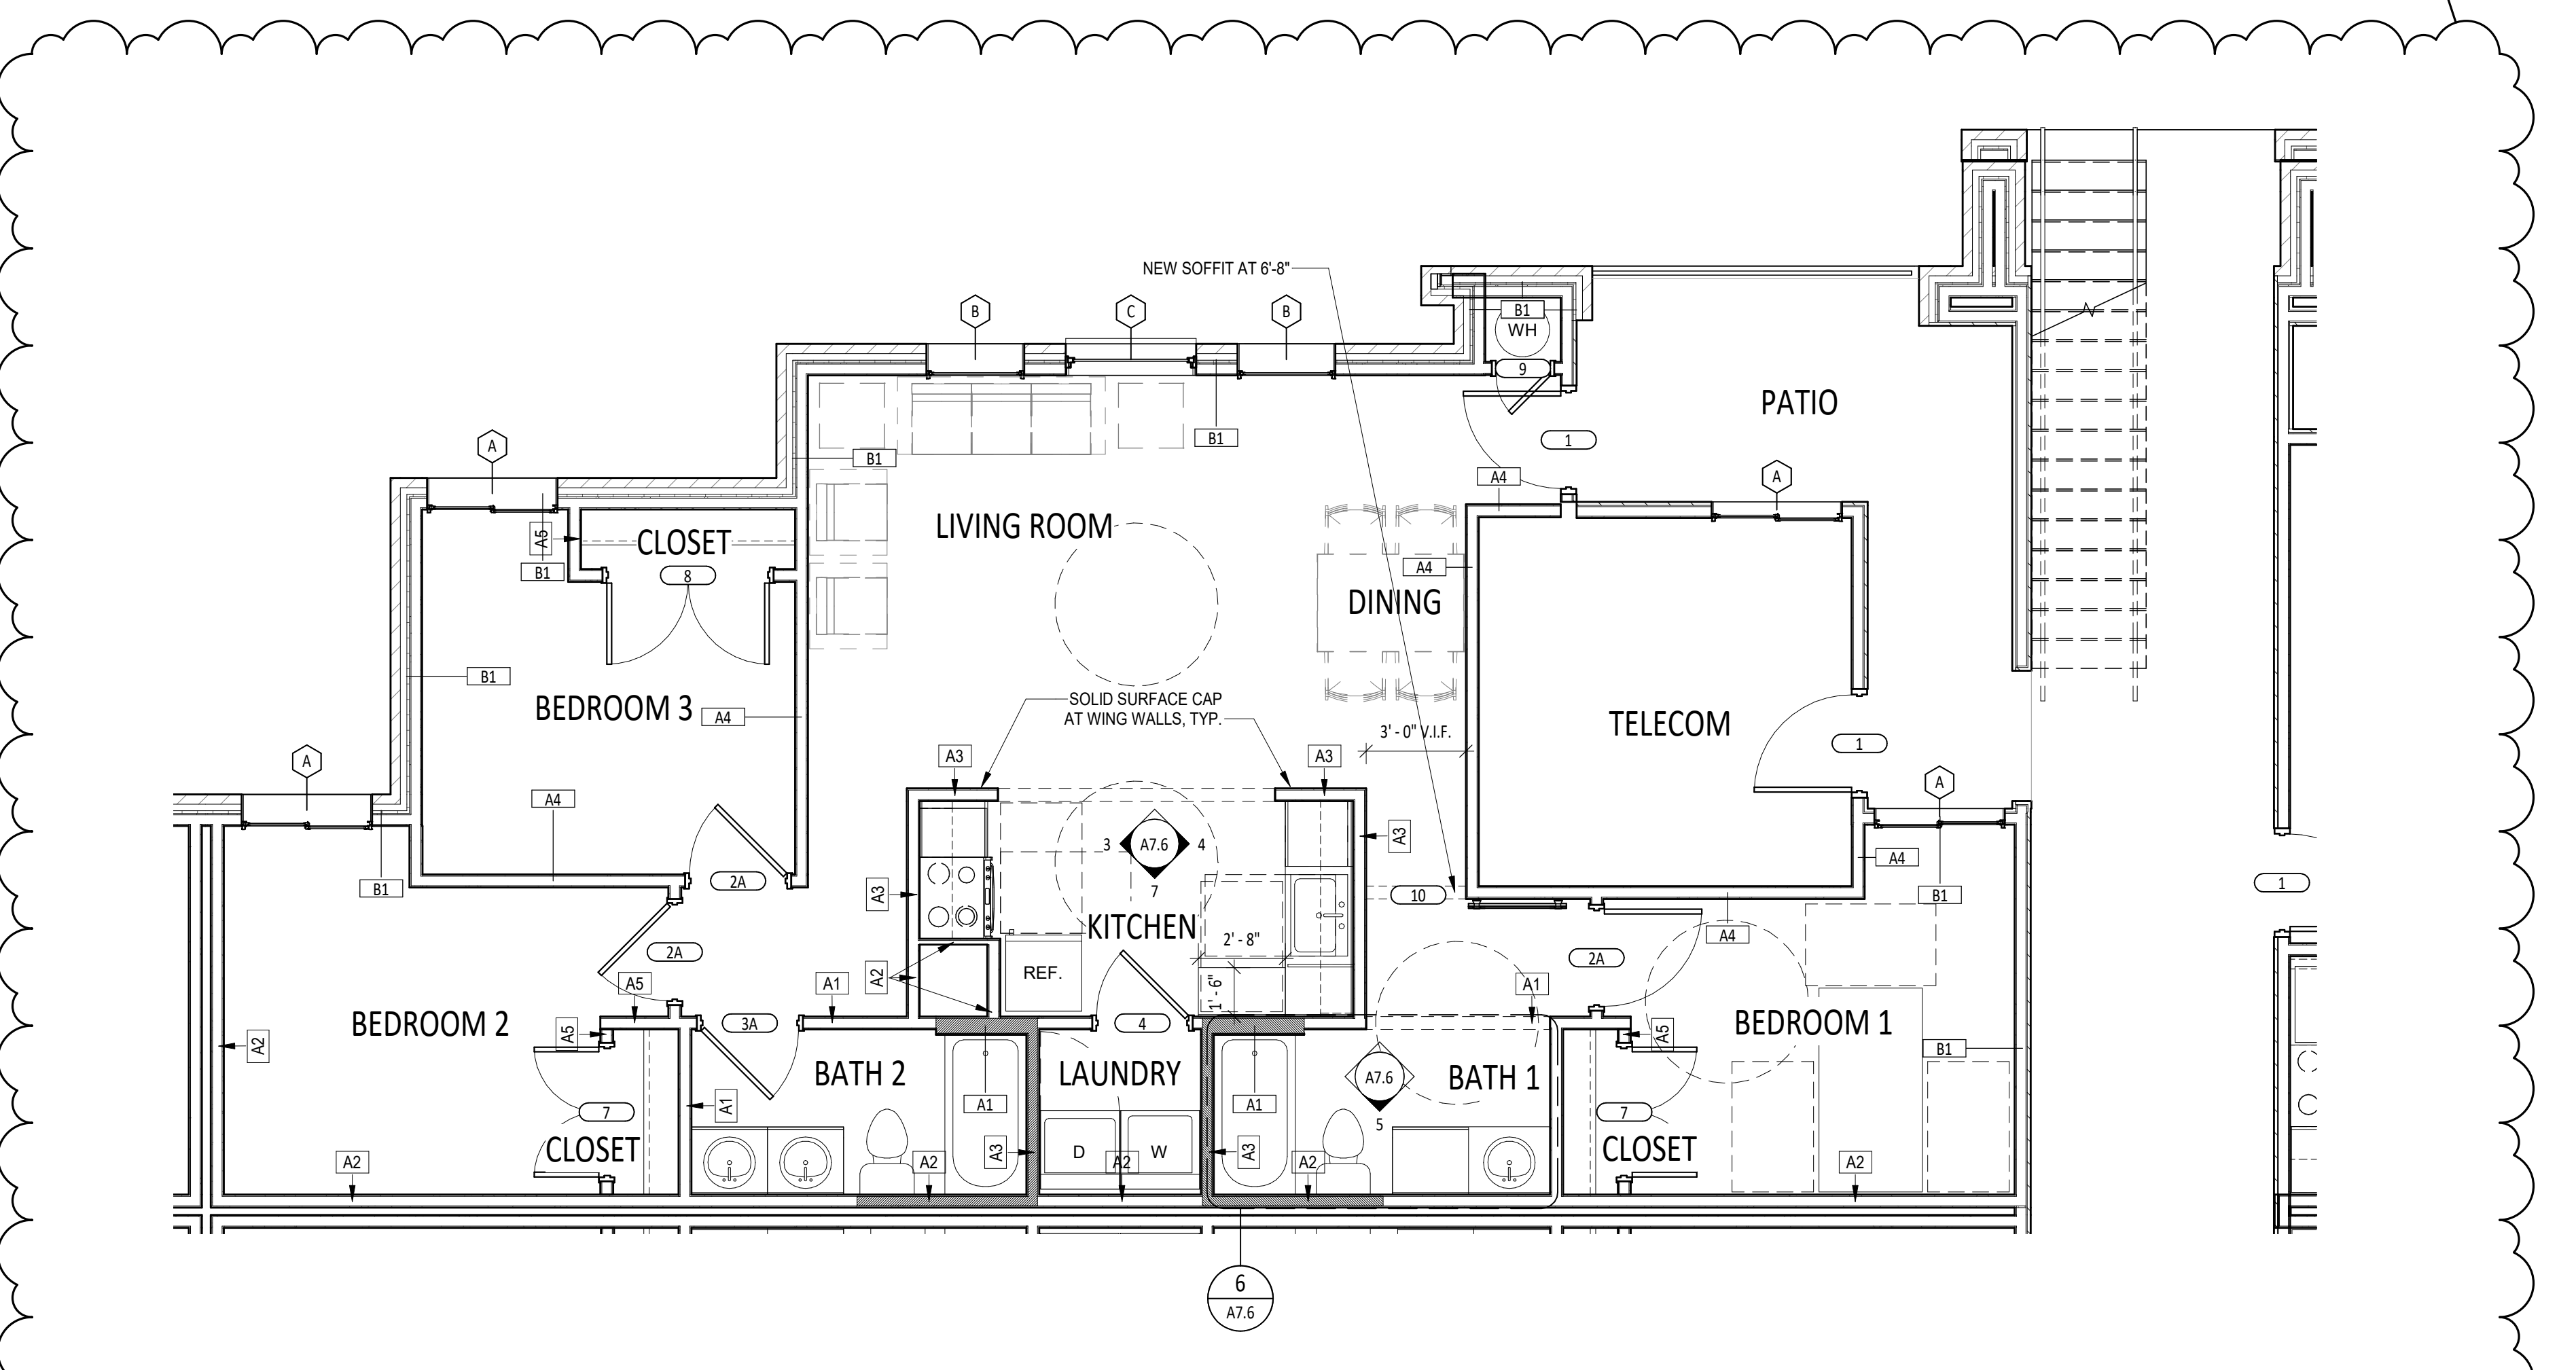 NEW SOFFIT AT 6'-8"
B
C
B
B1
WH
9
PATIO
A
B1
B1
1
A4
A
A5
CLOSET
LIVING ROOM
B1
8
A4
DINING
B1
BEDROOM 3
A4
SOLID SURFACE CAP
AT WING WALLS, TYP.
3' - 0" V.I.F.
TELECOM
1
A
A3
A3
A
A4
3
A7.6
4
7
A3
A4
B1
2A
A3
10
B1
1
KITCHEN
A4
2' - 8"
2A
REF.
A2
2A
A5
A1
1' - 6"
A1
BEDROOM 2
3A
4
BEDROOM 1
A2
A5
A5
B1
BATH 2
LAUNDRY
A7.6
BATH 1
5
A1
A1
A1
7
7
CLOSET
CLOSET
A3
D
W
A3
A2
A2
A2
A2
A2
6
A7.6